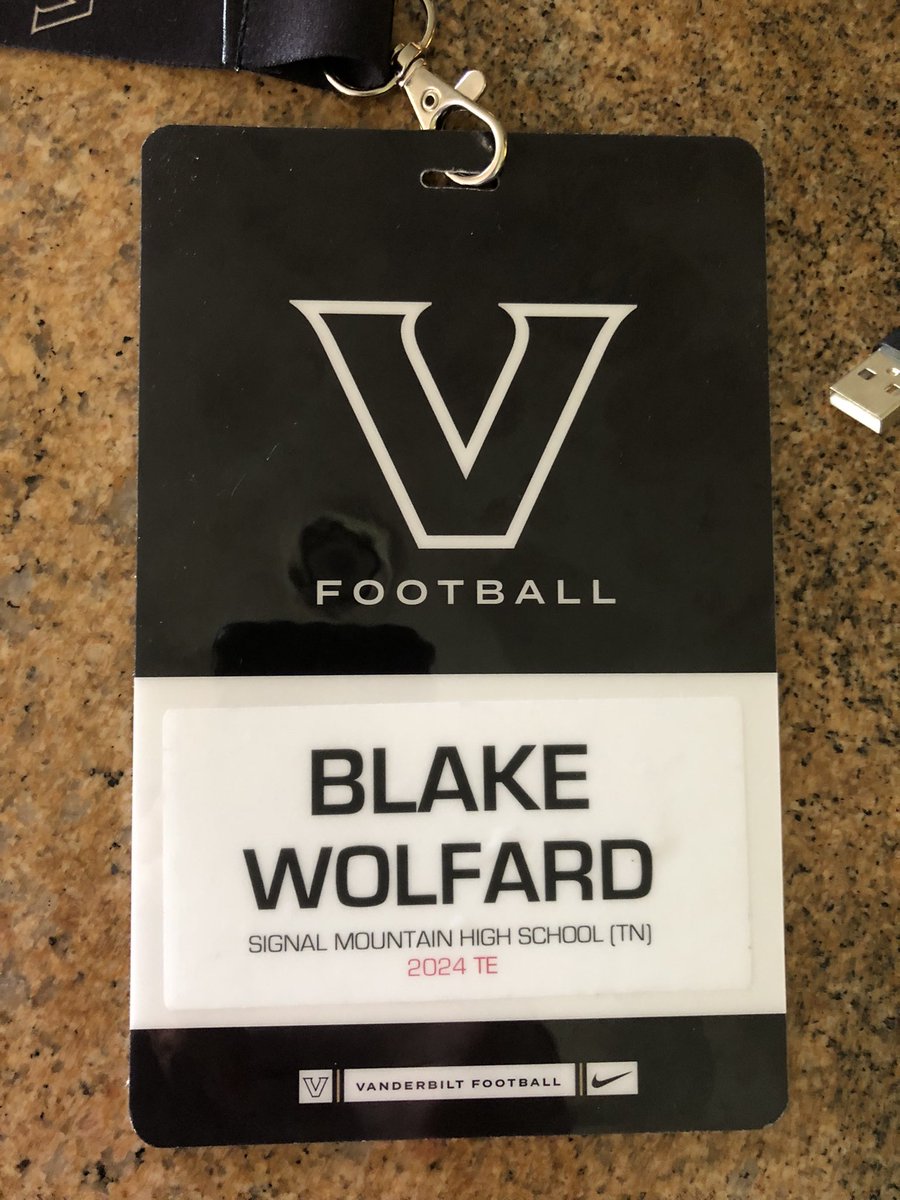 V
FOOTBALL
BLAKE
WOLFARD
SIGNAL MOUNTAIN HIGH SCHOOL (TN)
2024 TE
V VANDERBILT FOOTBALL